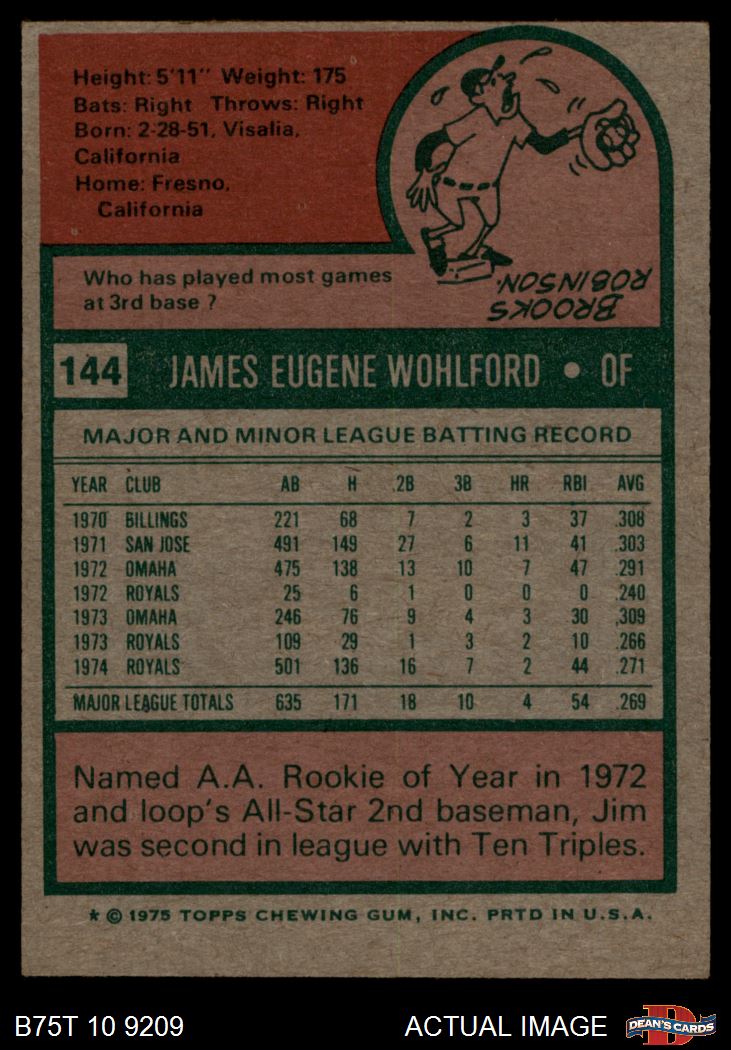 Height: 5'11" Weight: 175
Bats: Right Throws: Right
Born: 2-28-51, Visalia,
California
Home: Fresno,
California
Who has played most games
at 3rd base ?
BROOKS
ROBINSON.
144 JAMES EUGENE WOHLFORD • OF
MAJOR AND MINOR LEAGUE BATTING RECORD
YEAR CLUB AB H .2B 3B HR RBI AVG
1970 BILLINGS 221 68 7 2 3 37 .308
1971 SAN JOSE 491 149 27 6 11 41 .303
1972 OMAHA 475 138 13 10 7 47 .291
1972 ROYALS 25 6 1 0 0 0 .240
1973 OMAHA 246 76 9 4 3 30 ,309
1973 ROYALS 109 29 1 3 2 10 .266
1974 ROYALS 501 136 16 7 2 44 .271
MAJOR LEAGUE TOTALS 635 171 18 10 4 54 .269
Named A.A. Rookie of Year in 1972
and loop's All-Star 2nd baseman, Jim
was second in league with Ten Triples.
* © 1975 TOPPS CHEWING GUM, INC. PRTD IN U.S.A.
B75T 10 9209 ACTUAL IMAGE D DEAN'S CARDS